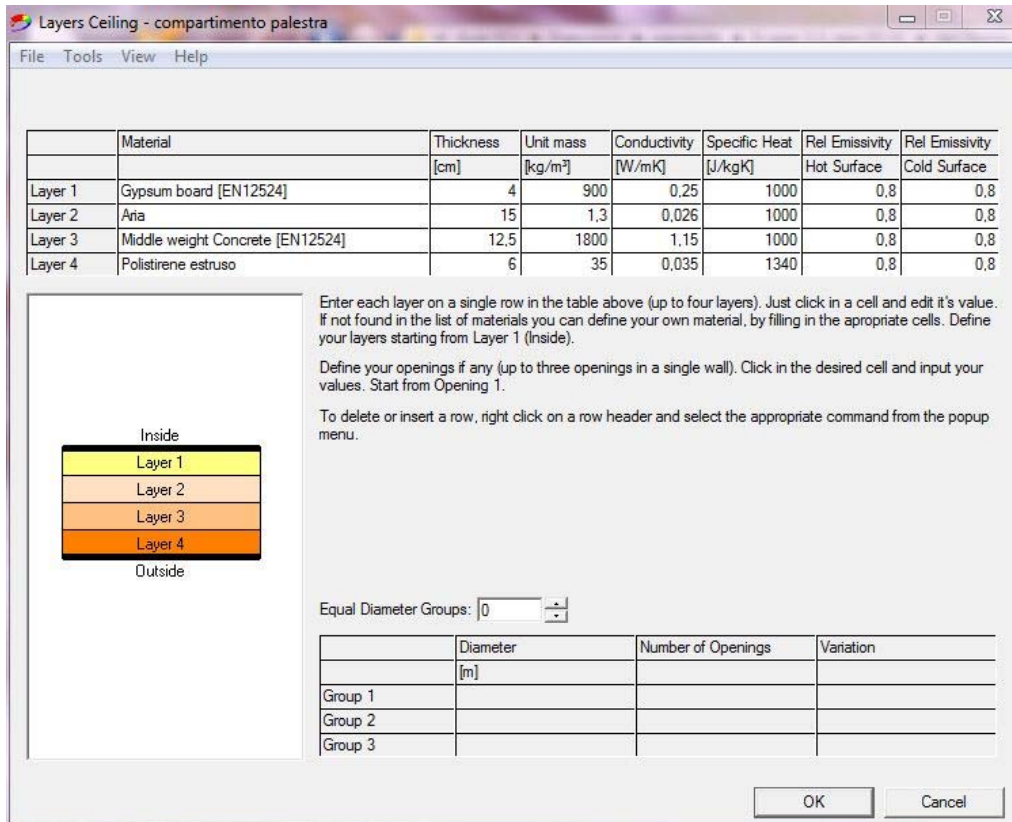 Layers Ceiling - compartimento palestra
File Tools View Help
Material Thickness Unit mass Conductivity Specific Heat Rel Emissivity Rel Emissivity
[cm] [kg/m³] [W/mK] [J/kgK] Hot Surface Cold Surface
Layer 1 Gypsum board [EN12524] 4 900 0,25 1000 0,8 0,8
Layer 2 Aria 15 1,3 0,026 1000 0,8 0,8
Layer 3 Middle weight Concrete [EN12524] 12,5 1800 1,15 1000 0,8 0,8
Layer 4 Polistirene estruso 6 35 0,035 1340 0,8 0,8
Enter each layer on a single row in the table above (up to four layers). Just click in a cell and edit it's value.
If not found in the list of materials you can define your own material, by filling in the apropriate cells. Define
your layers starting from Layer 1 (Inside).
Define your openings if any (up to three openings in a single wall). Click in the desired cell and input your
values. Start from Opening 1.
To delete or insert a row, right click on a row header and select the appropriate command from the popup
menu.
Inside
Layer 1
Layer 2
Layer 3
Layer 4
Outside
Equal Diameter Groups: 0
Diameter Number of Openings Variation
[m]
Group 1
Group 2
Group 3
OK Cancel